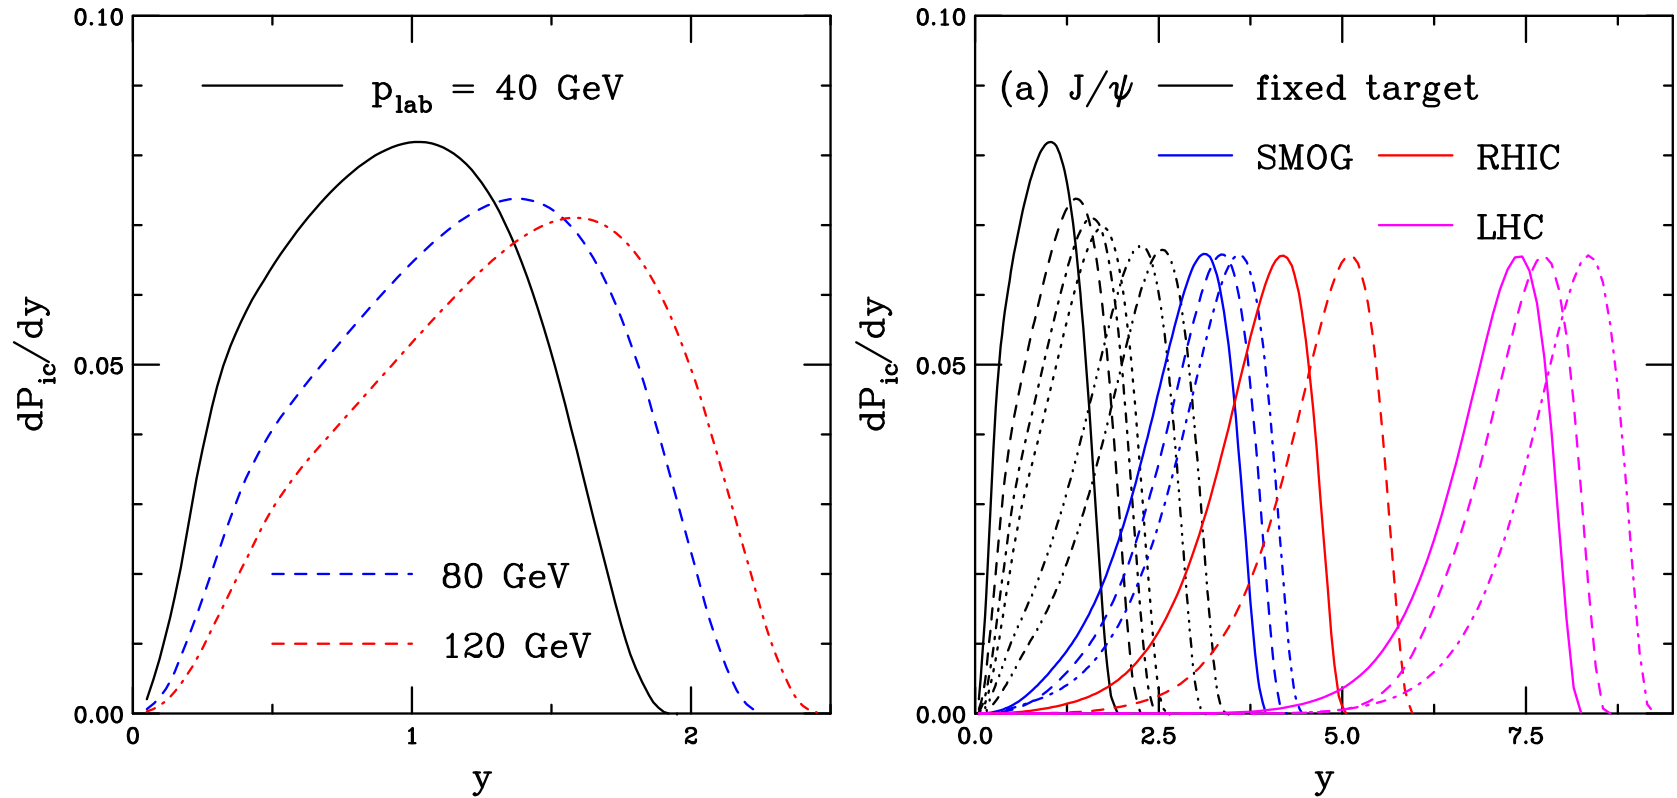 0.10
p_lab = 40 GeV
dP_ic/dy
0.05
80 GeV
120 GeV
0.00
0 1 2
y
0.10
(a) J/ψ fixed target
SMOG RHIC
LHC
dP_ic/dy
0.05
0.00
0.0 2.5 5.0 7.5
y